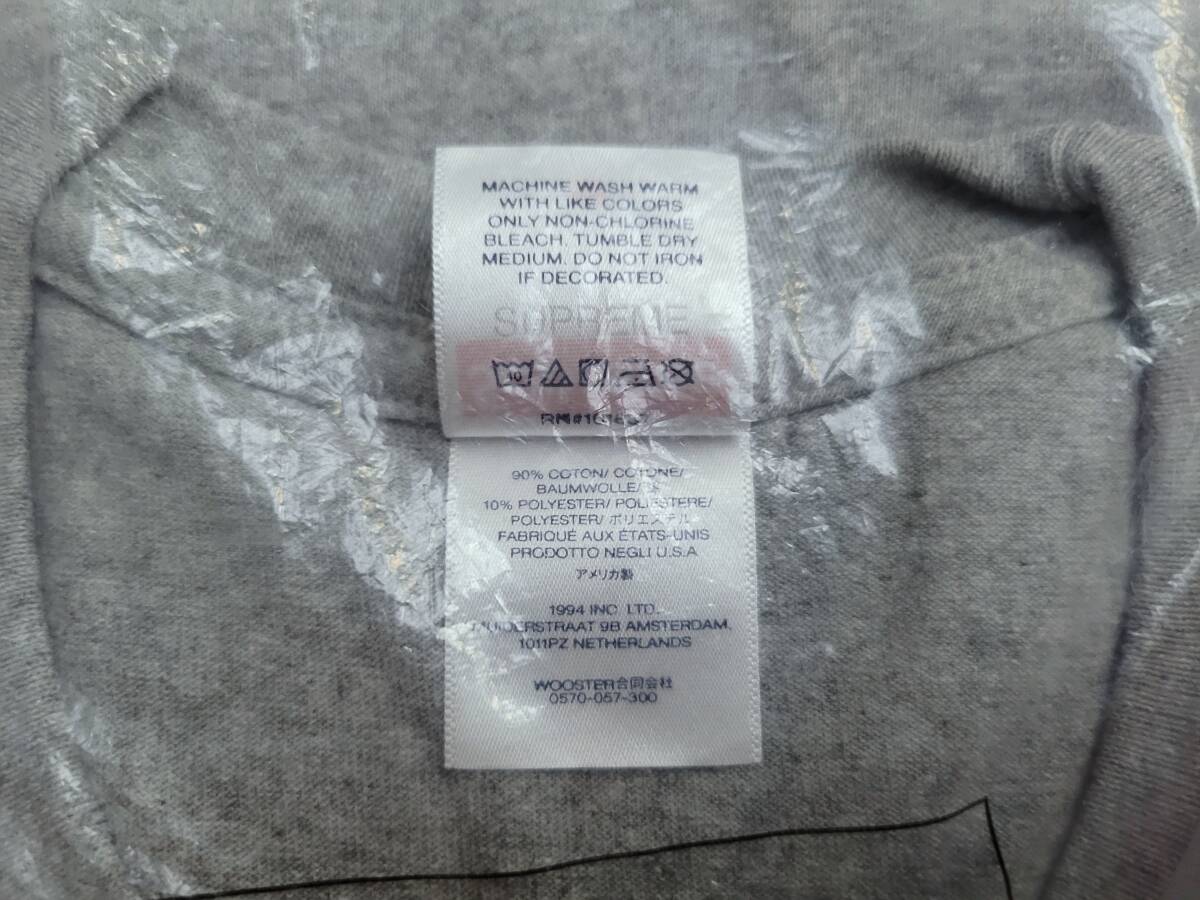 MACHINE WASH WARM
WITH LIKE COLORS
ONLY NON-CHLORINE
BLEACH. TUMBLE DRY
MEDIUM. DO NOT IRON
IF DECORATED.
SUPREME
90% COTON/ COTONE/
BAUMWOLLE/
10% POLYESTER/ POLIESTERE/
POLYESTER/ ポリエステル
FABRIQUÉ AUX ÉTATS-UNIS
PRODOTTO NEGLI U.S.A
アメリカ製
1994 INC. LTD.
9B AMSTERDAM,
1011PZ NETHERLANDS
WOOSTER合同会社
0570-057-300